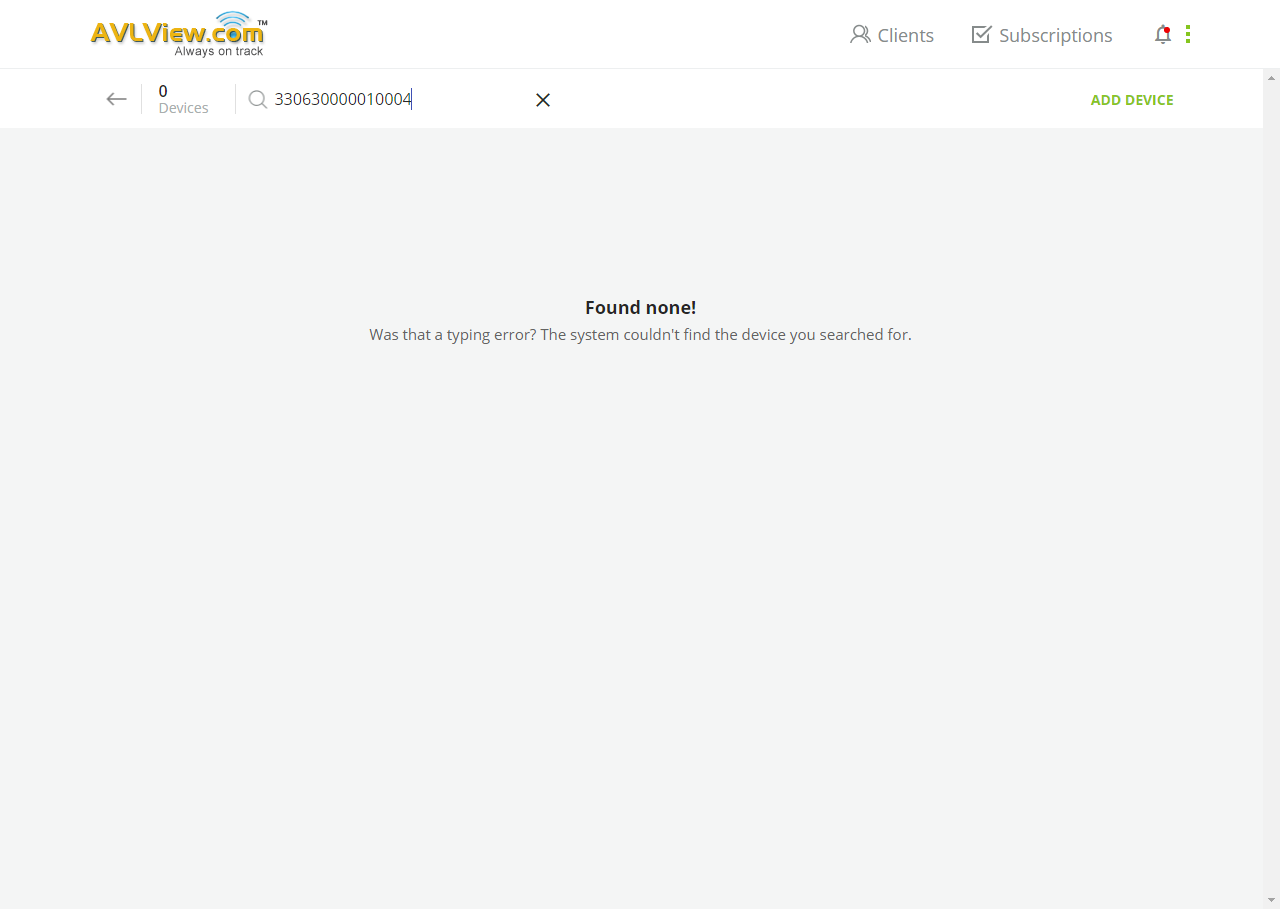 AVLView.com™
Always on track
Clients
Subscriptions
0
Devices
330630000010004
ADD DEVICE
Found none!
Was that a typing error? The system couldn't find the device you searched for.